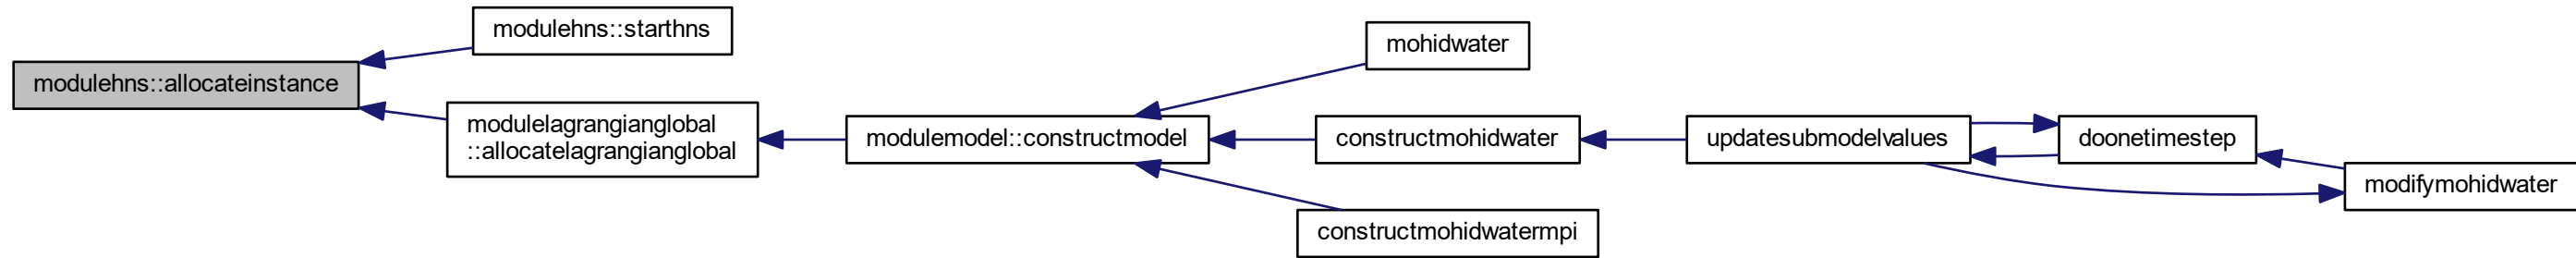 modulehns::starthns
modulehns::allocateinstance
modulelagrangianglobal
::allocatelagrangianglobal
modulemodel::constructmodel
mohidwater
constructmohidwater
constructmohidwatermpi
updatesubmodelvalues
doonetimestep
modifymohidwater